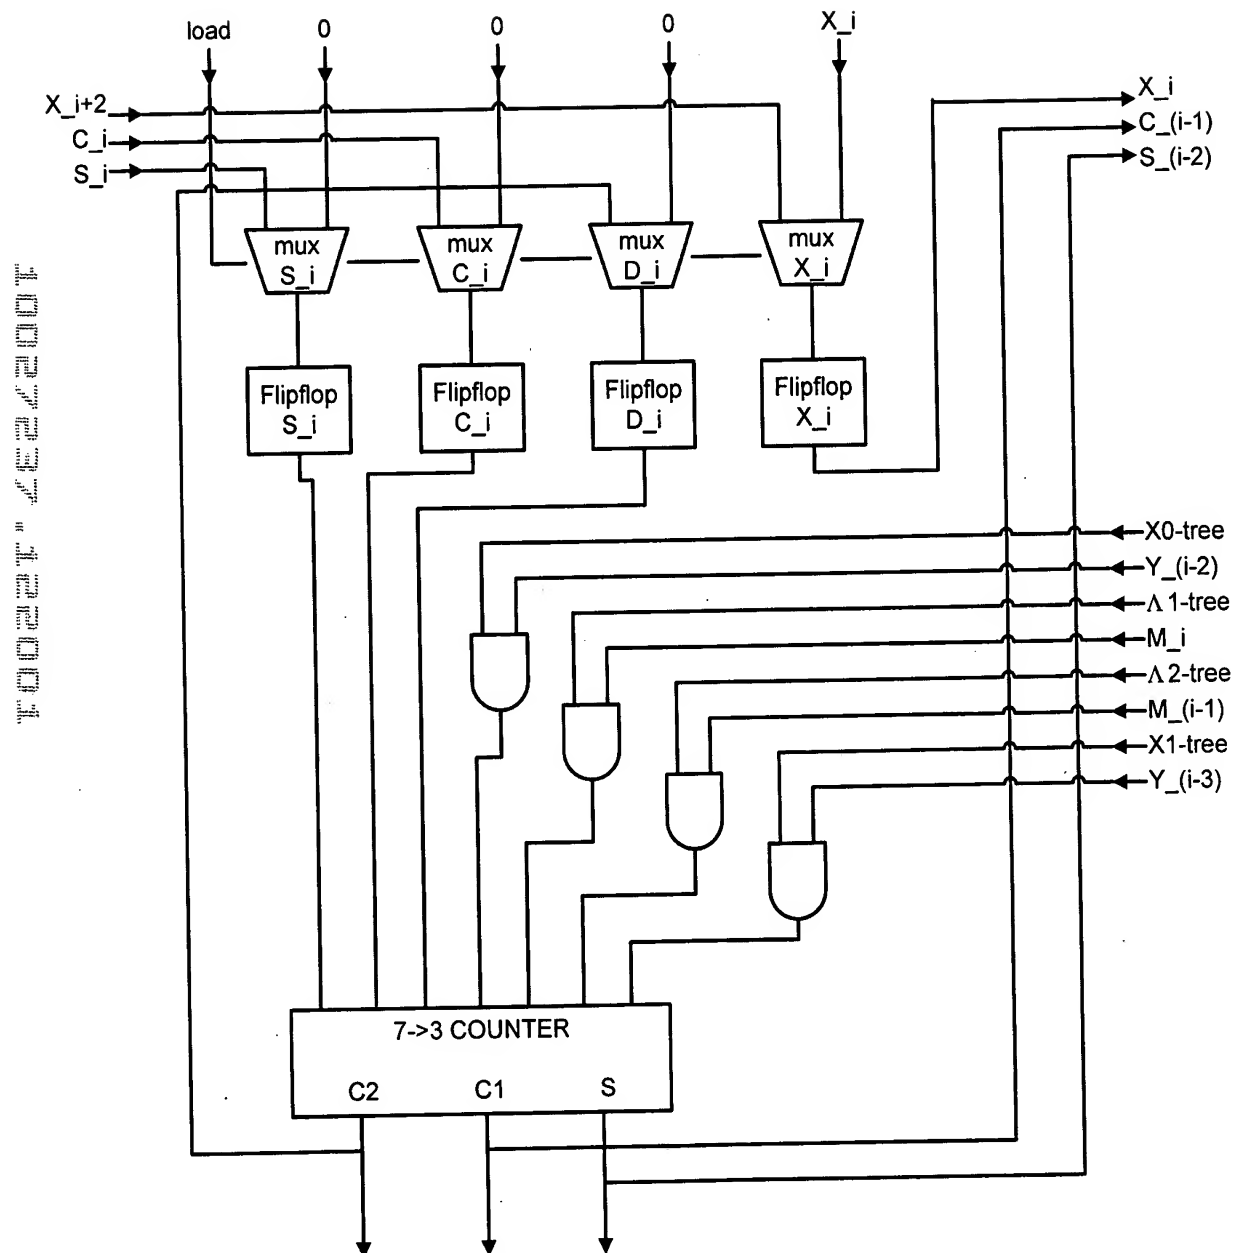 load
0
0
0
X_i
X_i+2
C_i
S_i
X_i
C_(i-1)
S_(i-2)
mux
S_i
mux
C_i
mux
D_i
mux
X_i
Flipflop
S_i
Flipflop
C_i
Flipflop
D_i
Flipflop
X_i
X0-tree
Y_(i-2)
Λ1-tree
M_i
Λ2-tree
M_(i-1)
X1-tree
Y_(i-3)
7->3 COUNTER
C2
C1
S
10027237.122001